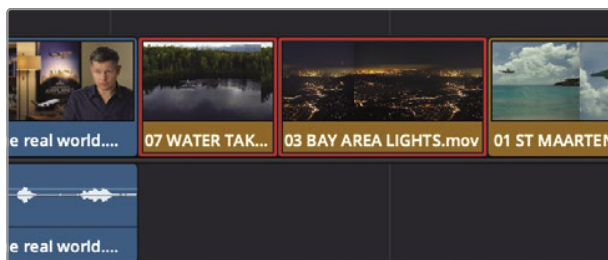 e real world....
07 WATER TAK...
03 BAY AREA LIGHTS.mov
01 ST MAARTEN
e real world....